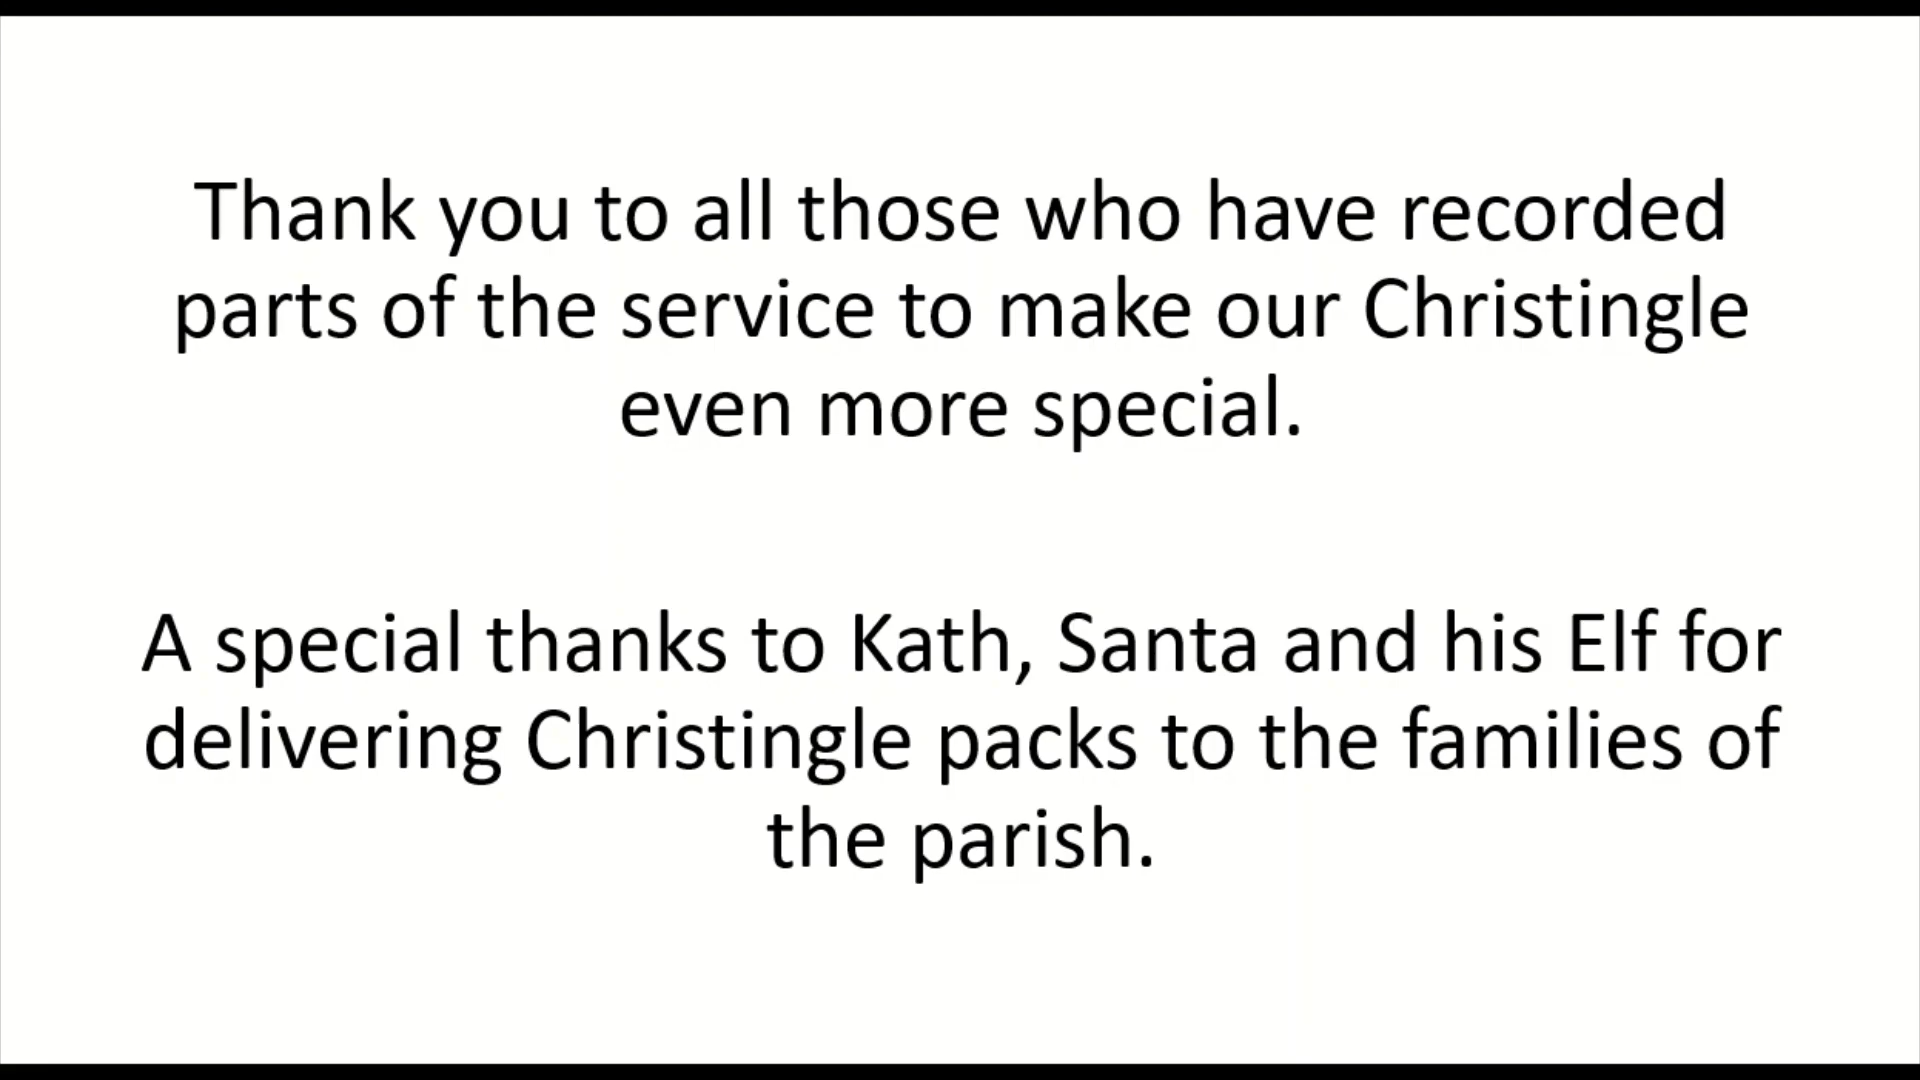 Thank you to all those who have recorded
parts of the service to make our Christingle
even more special.
A special thanks to Kath, Santa and his Elf for
delivering Christingle packs to the families of
the parish.